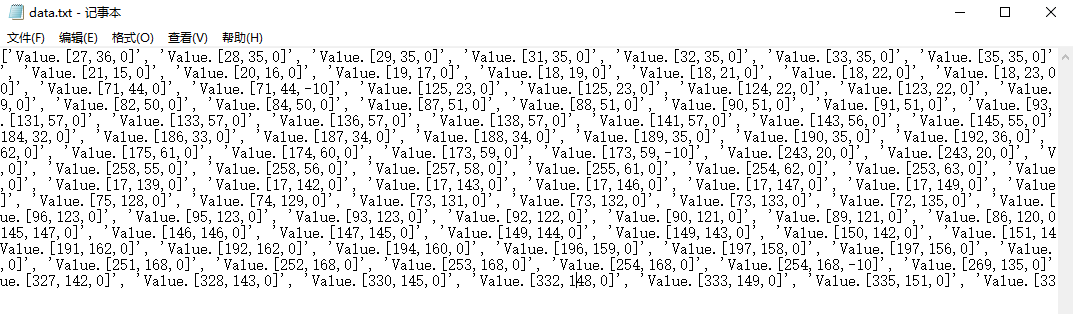 data.txt - 记事本
文件(F) 编辑(E) 格式(O) 查看(V) 帮助(H)
['Value.[27,36,0]', 'Value.[28,35,0]', 'Value.[29,35,0]', 'Value.[31,35,0]', 'Value.[32,35,0]', 'Value.[33,35,0]', 'Value.[35,35,0]'
', 'Value.[21,15,0]', 'Value.[20,16,0]', 'Value.[19,17,0]', 'Value.[18,19,0]', 'Value.[18,21,0]', 'Value.[18,22,0]', 'Value.[18,23,0
0]', 'Value.[71,44,0]', 'Value.[71,44,-10]', 'Value.[125,23,0]', 'Value.[125,23,0]', 'Value.[124,22,0]', 'Value.[123,22,0]', 'Value.
9,0]', 'Value.[82,50,0]', 'Value.[84,50,0]', 'Value.[87,51,0]', 'Value.[88,51,0]', 'Value.[90,51,0]', 'Value.[91,51,0]', 'Value.[93,
.[131,57,0]', 'Value.[133,57,0]', 'Value.[136,57,0]', 'Value.[138,57,0]', 'Value.[141,57,0]', 'Value.[143,56,0]', 'Value.[145,55,0]'
184,32,0]', 'Value.[186,33,0]', 'Value.[187,34,0]', 'Value.[188,34,0]', 'Value.[189,35,0]', 'Value.[190,35,0]', 'Value.[192,36,0]',
62,0]', 'Value.[175,61,0]', 'Value.[174,60,0]', 'Value.[173,59,0]', 'Value.[173,59,-10]', 'Value.[243,20,0]', 'Value.[243,20,0]', 'V
,0]', 'Value.[258,55,0]', 'Value.[258,56,0]', 'Value.[257,58,0]', 'Value.[255,61,0]', 'Value.[254,62,0]', 'Value.[253,63,0]', 'Value
,0]', 'Value.[17,139,0]', 'Value.[17,142,0]', 'Value.[17,143,0]', 'Value.[17,146,0]', 'Value.[17,147,0]', 'Value.[17,149,0]', 'Value
]', 'Value.[75,128,0]', 'Value.[74,129,0]', 'Value.[73,131,0]', 'Value.[73,132,0]', 'Value.[73,133,0]', 'Value.[72,135,0]', 'Value.[
ue.[96,123,0]', 'Value.[95,123,0]', 'Value.[93,123,0]', 'Value.[92,122,0]', 'Value.[90,121,0]', 'Value.[89,121,0]', 'Value.[86,120,0
145,147,0]', 'Value.[146,146,0]', 'Value.[147,145,0]', 'Value.[149,144,0]', 'Value.[149,143,0]', 'Value.[150,142,0]', 'Value.[151,14
'Value.[191,162,0]', 'Value.[192,162,0]', 'Value.[194,160,0]', 'Value.[196,159,0]', 'Value.[197,158,0]', 'Value.[197,156,0]', 'Value
,0]', 'Value.[251,168,0]', 'Value.[252,168,0]', 'Value.[253,168,0]', 'Value.[254,168,0]', 'Value.[254,168,-10]', 'Value.[269,135,0]'
ue.[327,142,0]', 'Value.[328,143,0]', 'Value.[330,145,0]', 'Value.[332,148,0]', 'Value.[333,149,0]', 'Value.[335,151,0]', 'Value.[33